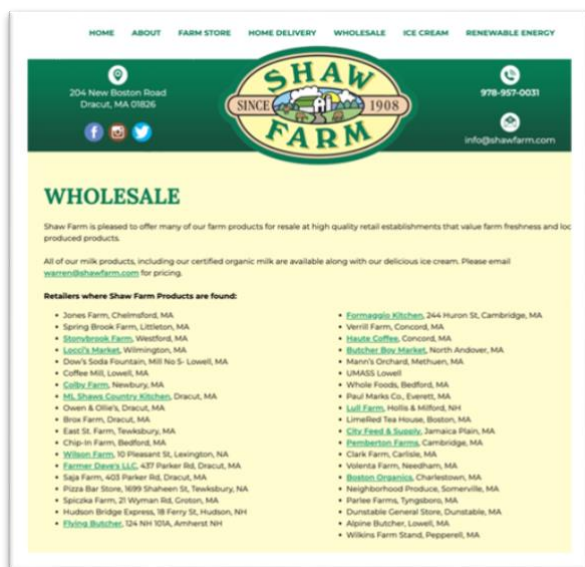 HOME ABOUT FARM STORE HOME DELIVERY WHOLESALE ICE CREAM RENEWABLE ENERGY
204 New Boston Road
Dracut, MA 01826
SHAW
SINCE 1908
FARM
978-957-0031
info@shawfarm.com
WHOLESALE
Shaw Farm is pleased to offer many of our farm products for resale at high quality retail establishments that value farm freshness and loc
produced products.
All of our milk products, including our certified organic milk are available along with our delicious ice cream. Please email
warren@shawfarm.com for pricing.
Retailers where Shaw Farm Products are found:
Jones Farm, Chelmsford, MA
Spring Brook Farm, Littleton, MA
Stonybrook Farm, Westford, MA
Locci's Market, Wilmington, MA
Dow's Soda Fountain, Mill No 5- Lowell, MA
Coffee Mill, Lowell, MA
Colby Farm, Newbury, MA
ML Shaws Country Kitchen, Dracut, MA
Owen & Ollie's, Dracut, MA
Brox Farm, Dracut, MA
East St. Farm, Tewksbury, MA
Chip-In Farm, Bedford, MA
Wilson Farm, 10 Pleasant St, Lexington, NA
Farmer Dave's LLC, 437 Parker Rd, Dracut, MA
Saja Farm, 403 Parker Rd, Dracut, MA
Pizza Bar Store, 1699 Shaheen St, Tewksbury, NA
Spiczka Farm, 21 Wyman Rd, Groton, MA
Hudson Bridge Express, 18 Ferry St, Hudson, NH
Flying Butcher, 124 NH 101A, Amherst NH
Formaggio Kitchen, 244 Huron St, Cambridge, MA
Verrill Farm, Concord, MA
Haute Coffee, Concord, MA
Butcher Boy Market, North Andover, MA
Mann's Orchard, Methuen, MA
UMASS Lowell
Whole Foods, Bedford, MA
Paul Marks Co., Everett, MA
Lull Farm, Hollis & Milford, NH
LimeRed Tea House, Boston, MA
City Feed & Supply, Jamaica Plain, MA
Pemberton Farms, Cambridge, MA
Clark Farm, Carlisle, MA
Volenta Farm, Needham, MA
Boston Organics, Charlestown, MA
Neighborhood Produce, Somerville, MA
Parlee Farms, Tyngsboro, MA
Dunstable General Store, Dunstable, MA
Alpine Butcher, Lowell, MA
Wilkins Farm Stand, Pepperell, MA